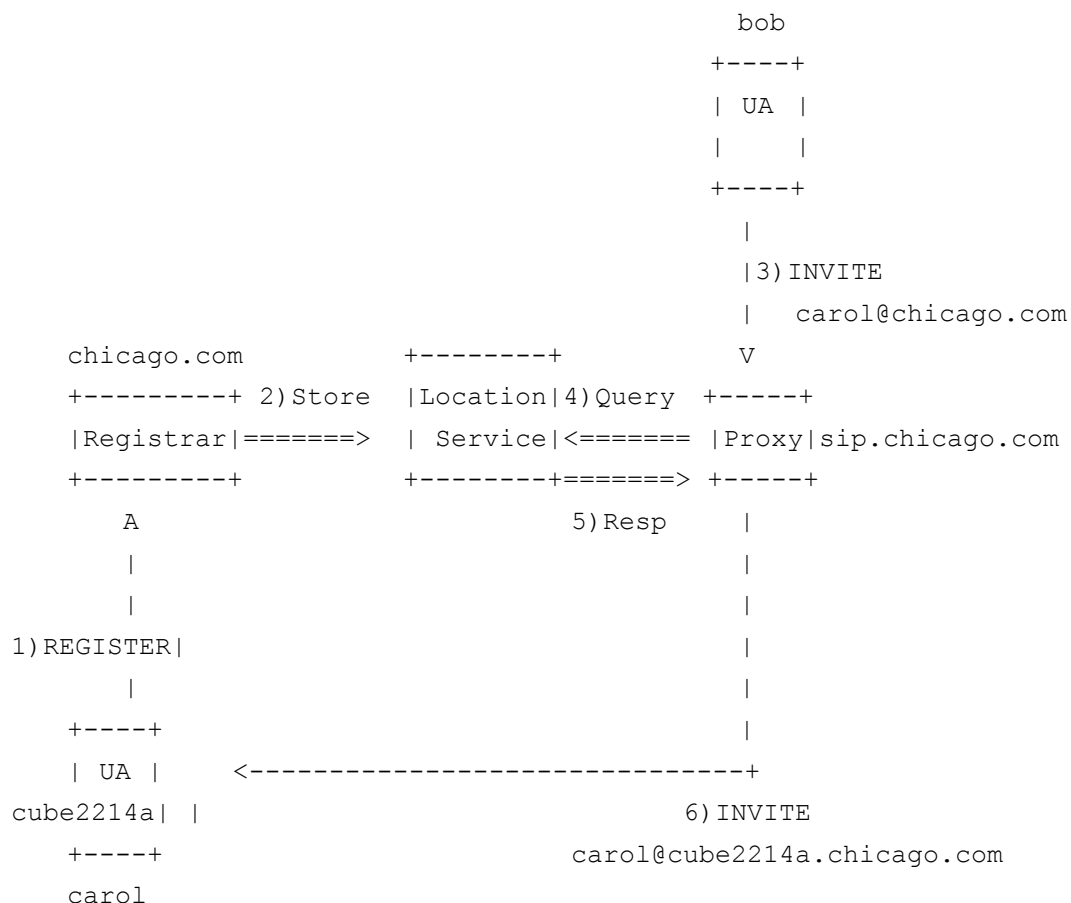 bob
+----+
| UA |
|    |
+----+
|
|3)INVITE
|   carol@chicago.com
chicago.com          +--------+            V
+---------+ 2)Store  |Location|4)Query  +-----+
|Registrar|=======>  | Service|<=======  |Proxy|sip.chicago.com
+---------+          +--------+=======>  +-----+
A                      5)Resp     |
|                                 |
|                                 |
1)REGISTER|                       |
|                                 |
+----+                            |
| UA |    <-------------------------------+
cube2214a| |                              6)INVITE
+----+                         carol@cube2214a.chicago.com
carol